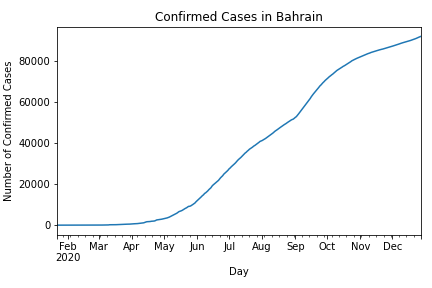 Confirmed Cases in Bahrain
Number of Confirmed Cases
80000
60000
40000
20000
0
Feb Mar Apr May Jun Jul Aug Sep Oct Nov Dec
2020
Day